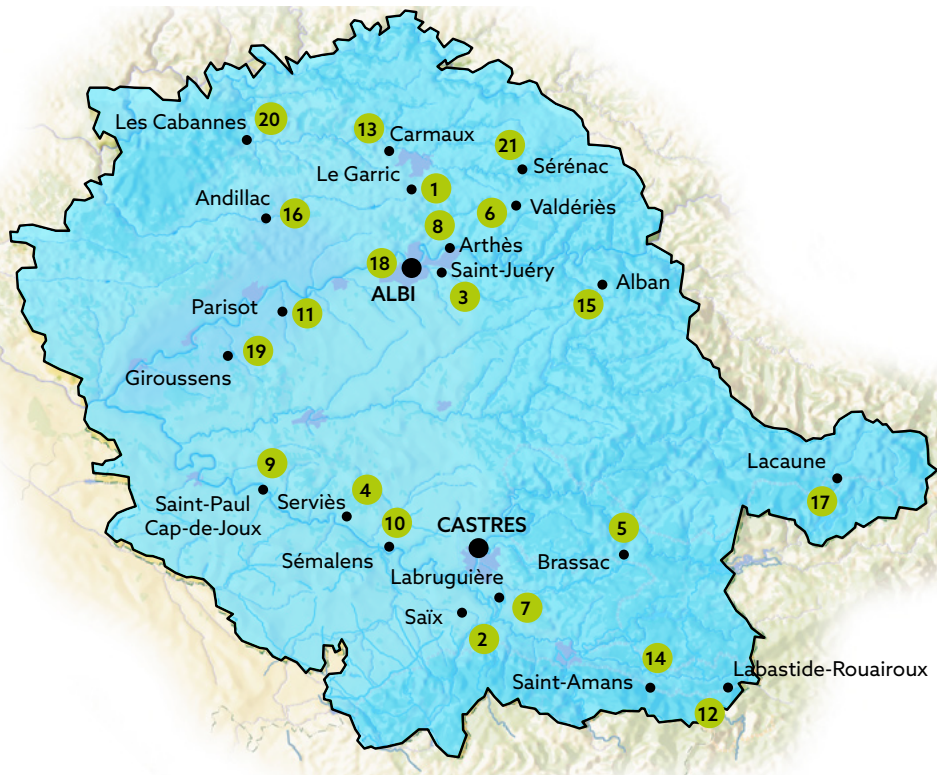 Les Cabannes
20
13
Carmaux
21
Sérénac
Le Garric
1
Andillac
16
6
Valdériès
8
Arthès
18
Saint-Juéry
ALBI
3
Alban
15
Parisot
11
19
Giroussens
9
Lacaune
17
Saint-Paul
Cap-de-Joux
Serviès
4
10
CASTRES
5
Sémalens
Brassac
Labruguière
7
Saïx
2
14
Saint-Amans
Labastide-Rouairoux
12